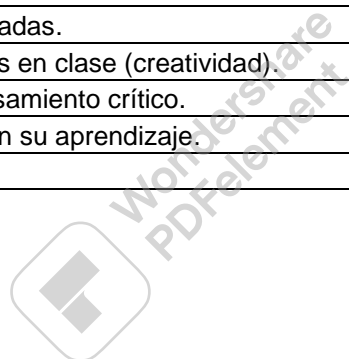 adas.
s en clase (creatividad).
samiento crítico.
n su aprendizaje.
Wondershare
PDFelement